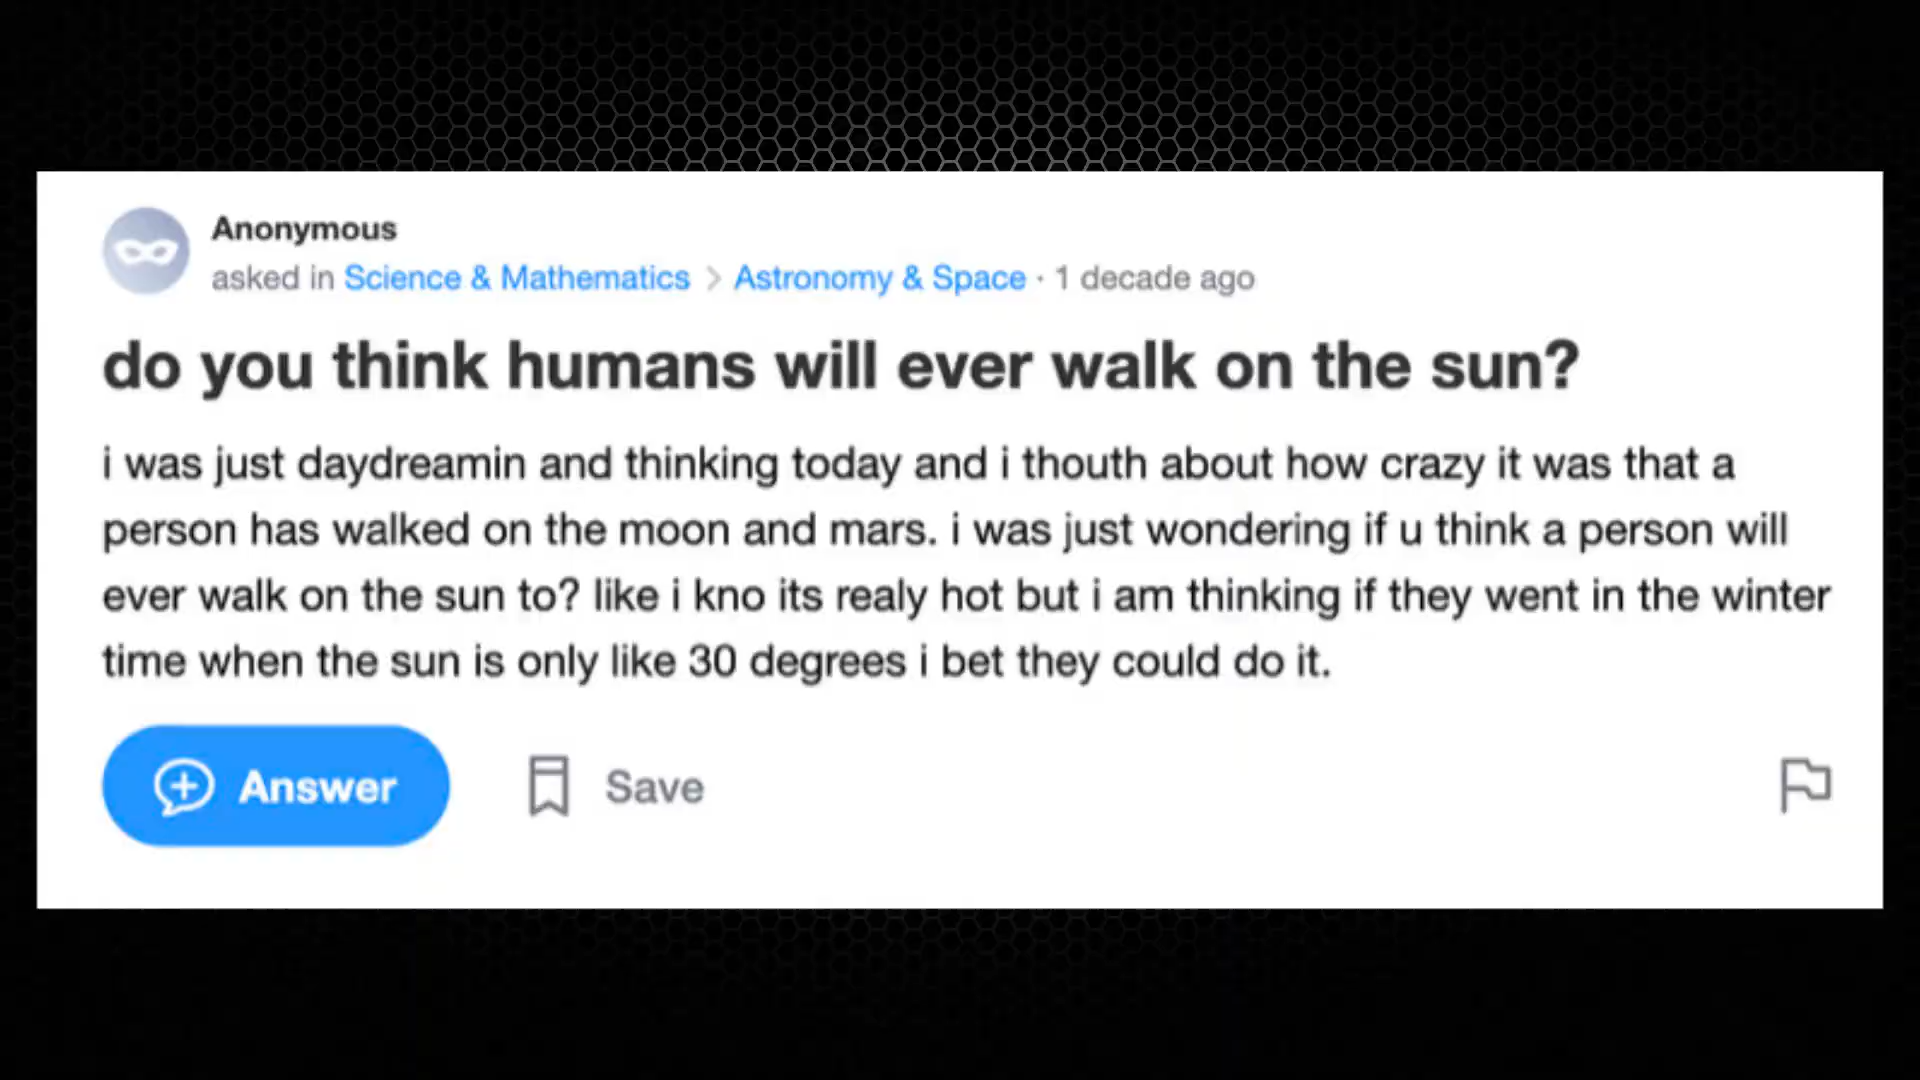 Anonymous
asked in Science & Mathematics > Astronomy & Space · 1 decade ago
do you think humans will ever walk on the sun?
i was just daydreamin and thinking today and i thouth about how crazy it was that a
person has walked on the moon and mars. i was just wondering if u think a person will
ever walk on the sun to? like i kno its realy hot but i am thinking if they went in the winter
time when the sun is only like 30 degrees i bet they could do it.
Answer Save